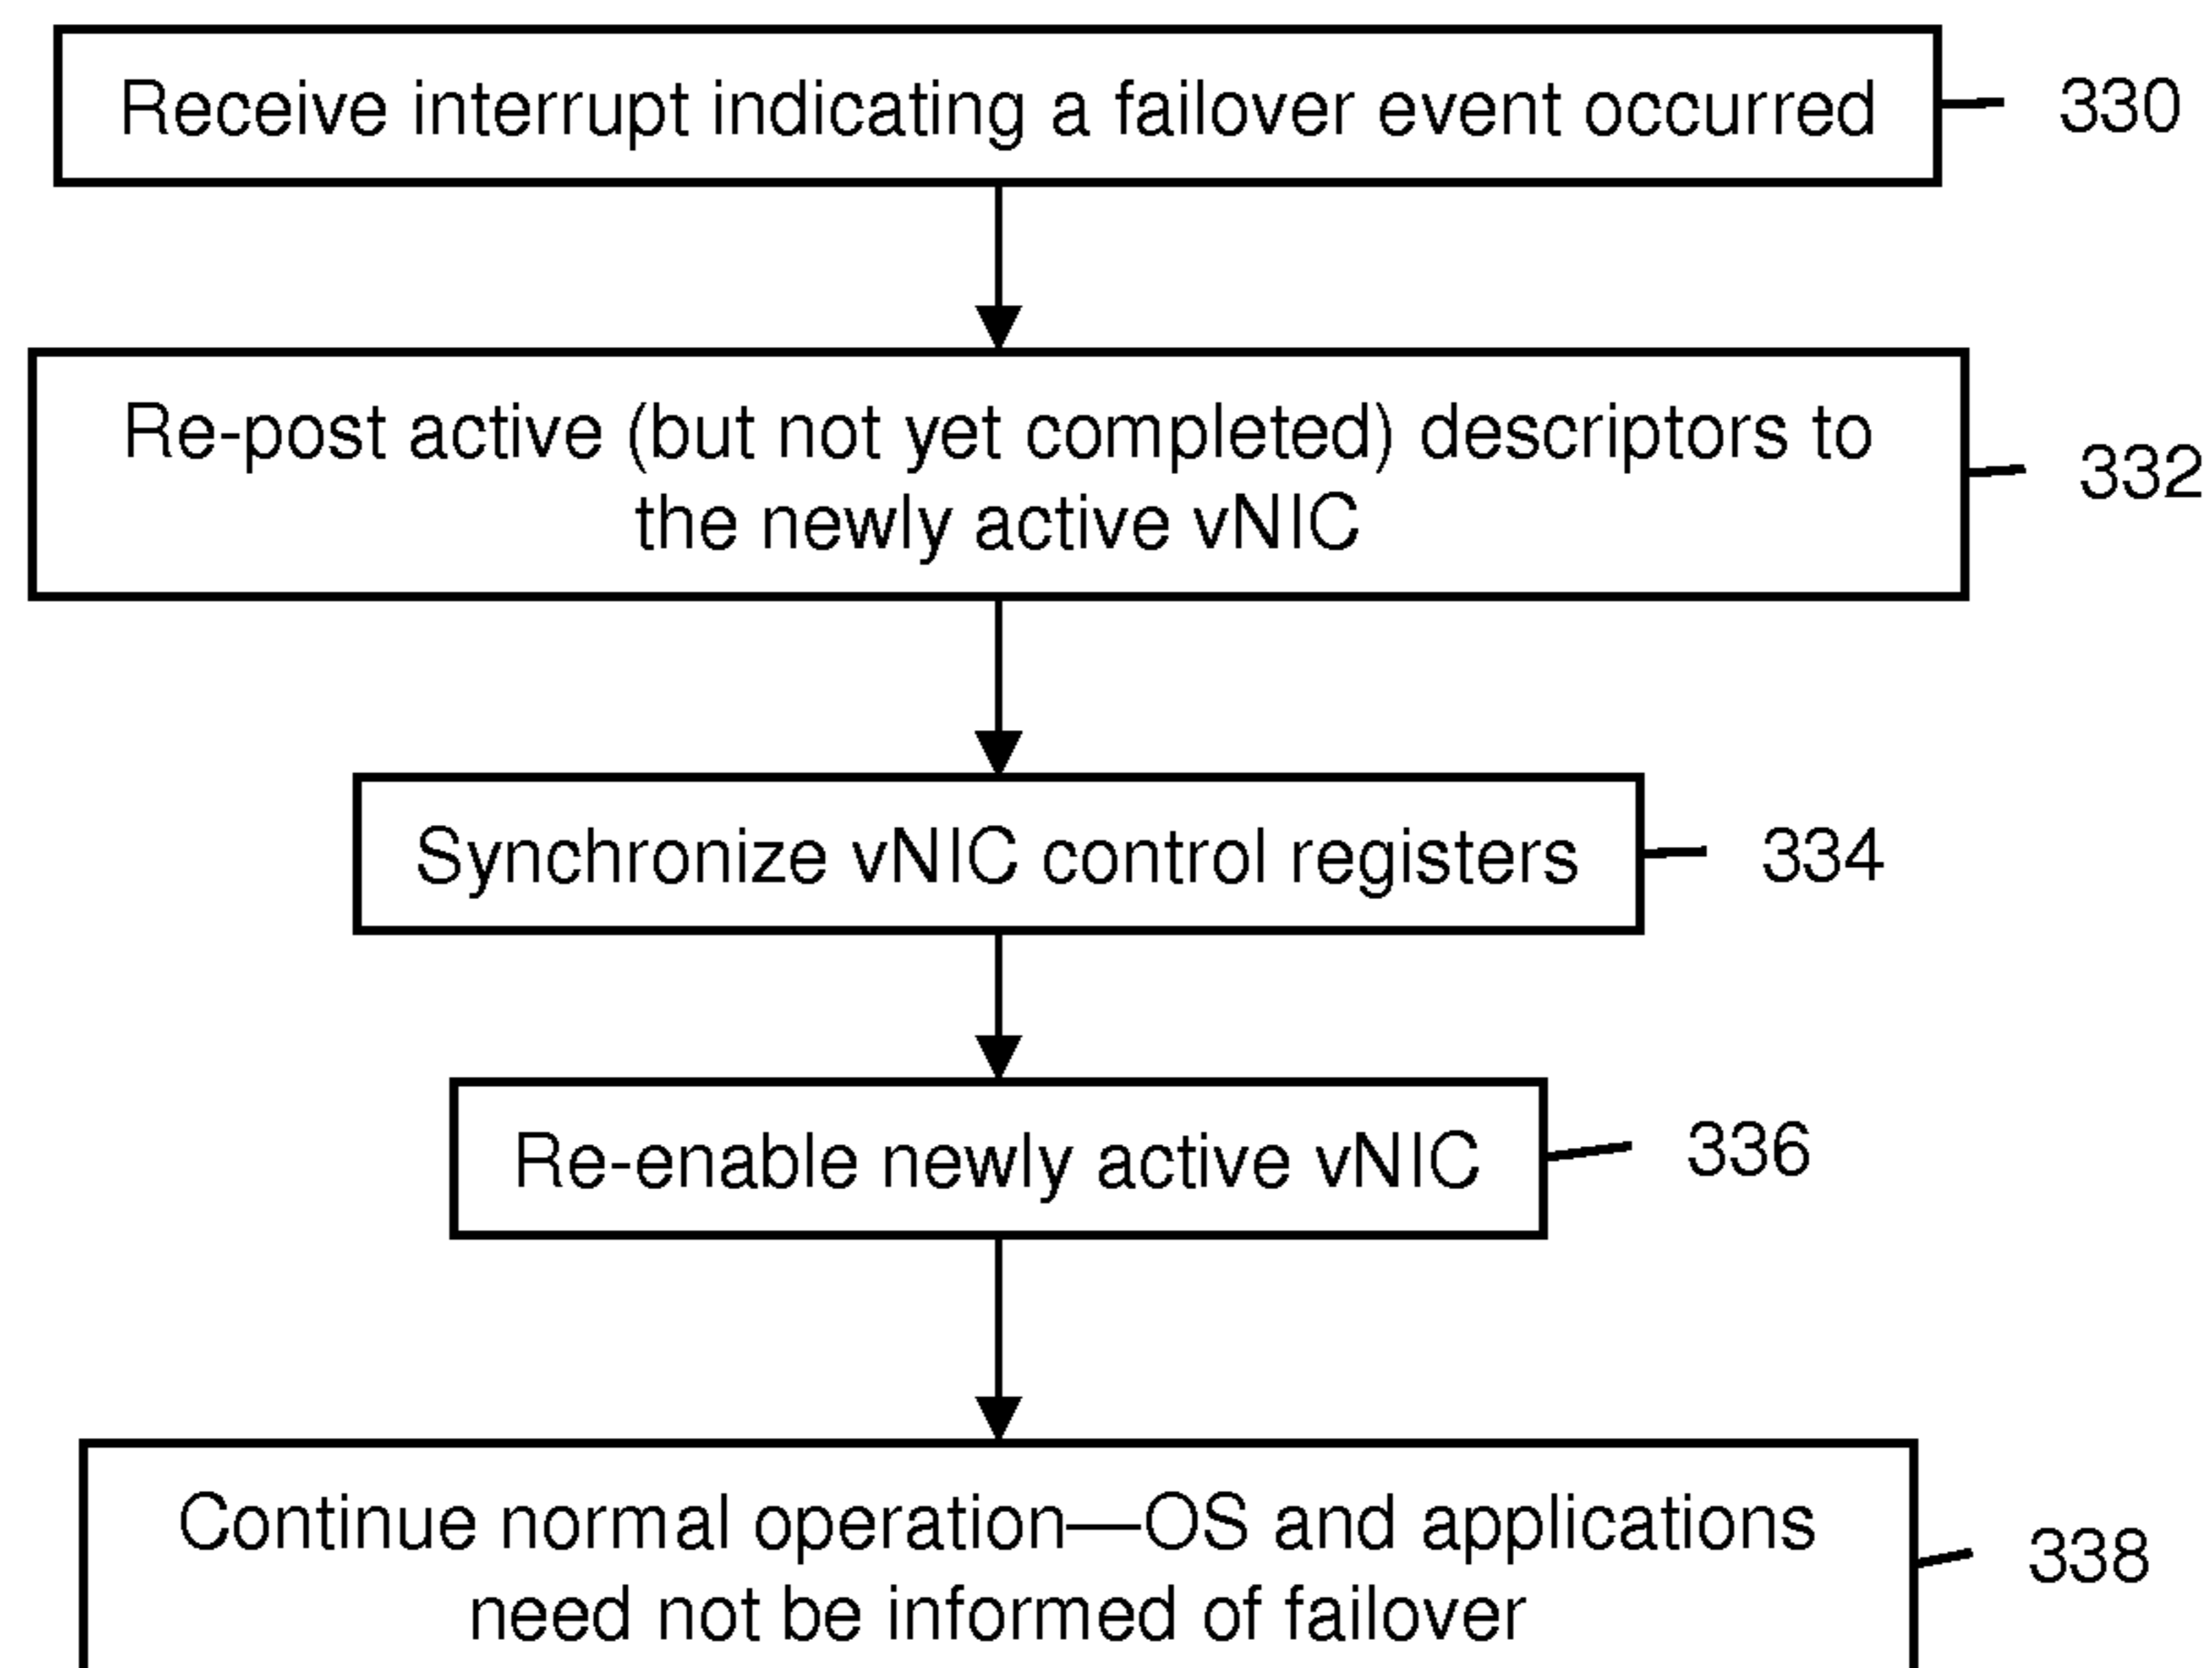 Receive interrupt indicating a failover event occurred
330
Re-post active (but not yet completed) descriptors to
the newly active vNIC
332
Synchronize vNIC control registers
334
Re-enable newly active vNIC
336
Continue normal operation—OS and applications
need not be informed of failover
338